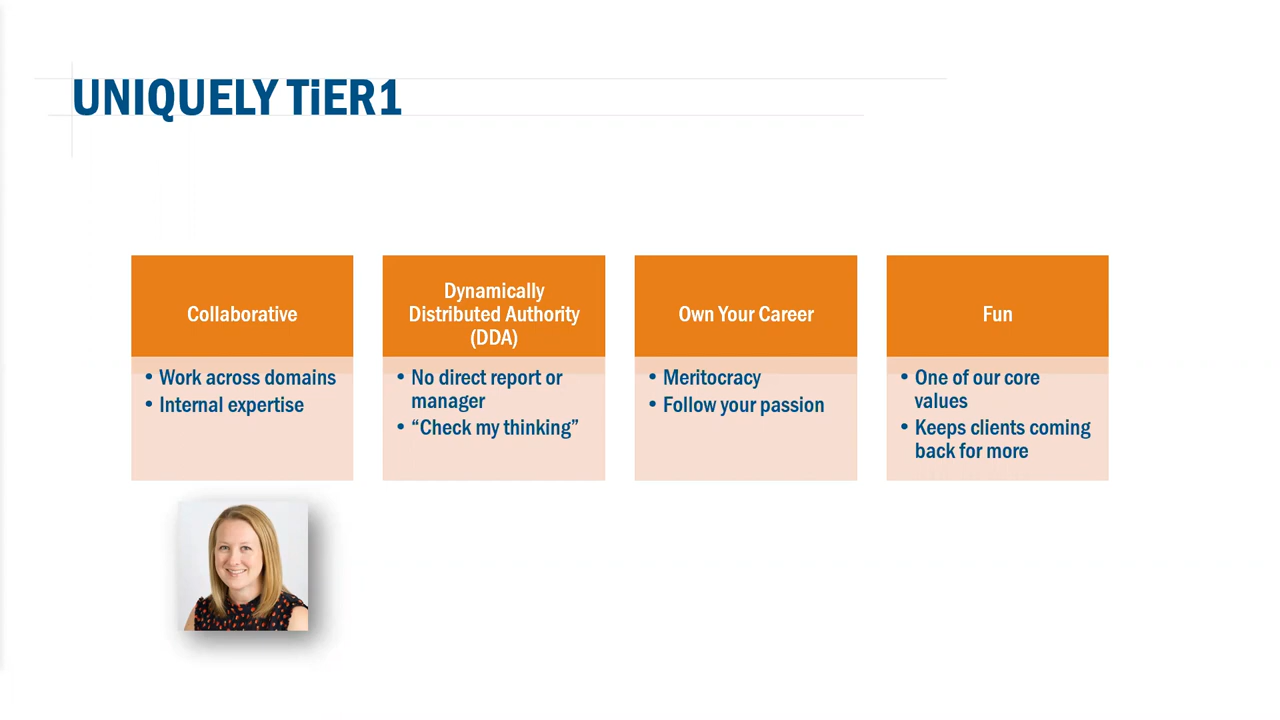 UNIQUELY TiER1
Collaborative
• Work across domains
• Internal expertise
Dynamically
Distributed Authority
(DDA)
• No direct report or
manager
• “Check my thinking”
Own Your Career
• Meritocracy
• Follow your passion
Fun
• One of our core
values
• Keeps clients coming
back for more